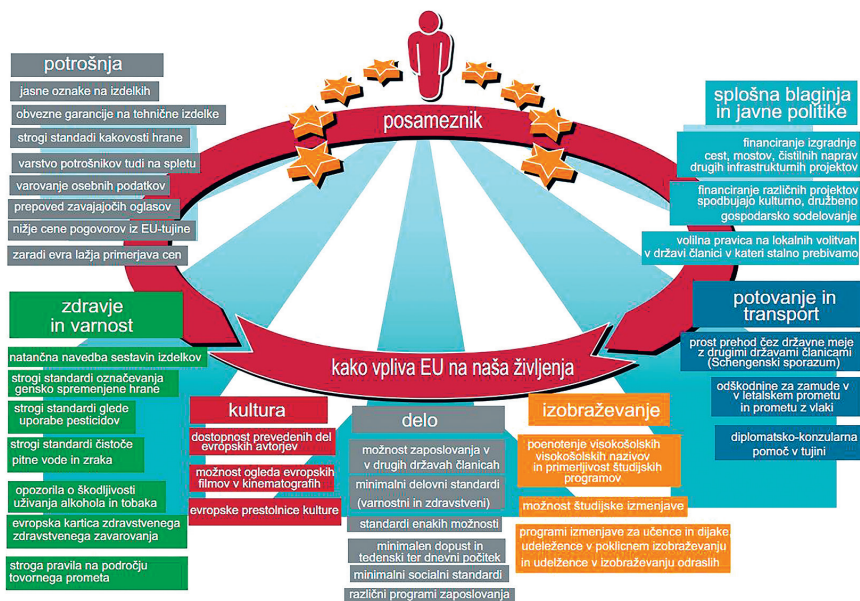 potrošnja
jasne oznake na izdelkih
obvezne garancije na tehnične izdelke
strogi standadi kakovosti hrane
varstvo potrošnikov tudi na spletu
varovanje osebnih podatkov
prepoved zavajajočih oglasov
nižje cene pogovorov iz EU-tujine
zaradi evra lažja primerjava cen
posameznik
splošna blaginja
in javne politike
financiranje izgradnje
cest, mostov, čistilnih naprav
drugih infrastrukturnih projektov
financiranje različnih projektov
spodbujajo kulturno, družbeno
gospodarsko sodelovanje
volilna pravica na lokalnih volitvah
v državi članici v kateri stalno prebivamo
zdravje
in varnost
natančna navedba sestavin izdelkov
strogi standardi označevanja
gensko spremenjene hrane
strogi standardi glede
uporabe pesticidov
strogi standardi čistoče
pitne vode in zraka
opozorila o škodljivosti
uživanja alkohola in tobaka
evropska kartica zdravstvenega
zdravstvenega zavarovanja
stroga pravila na področju
tovornega prometa
kako vpliva EU na naša življenja
kultura
dostopnost prevedenih del
evropskih avtorjev
možnost ogleda evropskih
filmov v kinematografih
evropske prestolnice kulture
delo
možnost zaposlovanja v
v drugih državah članicah
minimalni delovni standardi
(varnostni in zdravstveni)
standardi enakih možnosti
minimalen dopust in
tedenski ter dnevni počitek
minimalni socialni standardi
različni programi zaposlovanja
izobraževanje
poenotenje visokošolskih
visokošolskih nazivov
in primerljivost študijskih
programov
možnost študijske izmenjave
programi izmenjave za učence in dijake,
udeležence v poklicnem izobraževanju
in udelžence v izobraževanju odraslih
potovanje in
transport
prost prehod čez državne meje
z drugimi državami članicami
(Schengenski sporazum)
odškodnine za zamude v
v letalskem prometu
in prometu z vlaki
diplomatsko-konzularna
pomoč v tujini